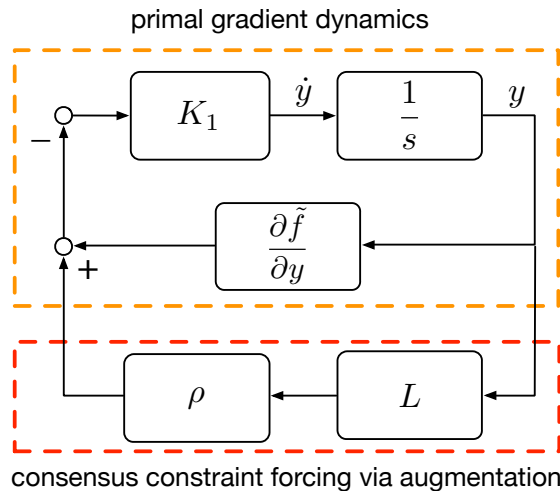 primal gradient dynamics
− K₁ ẏ 1/s y
∂f̃/∂y
+
ρ L
consensus constraint forcing via augmentation